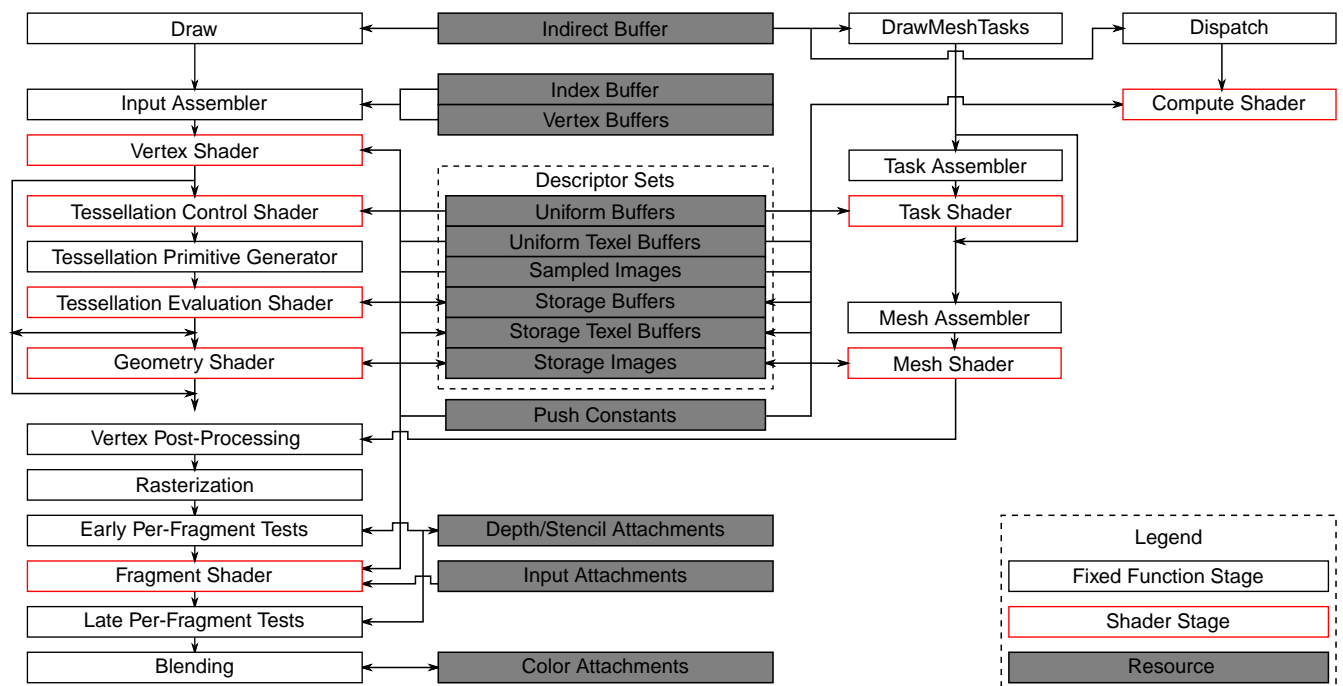 Draw
Indirect Buffer
DrawMeshTasks
Dispatch
Input Assembler
Index Buffer
Vertex Buffers
Compute Shader
Vertex Shader
Descriptor Sets
Task Assembler
Tessellation Control Shader
Uniform Buffers
Task Shader
Tessellation Primitive Generator
Uniform Texel Buffers
Sampled Images
Tessellation Evaluation Shader
Storage Buffers
Mesh Assembler
Storage Texel Buffers
Geometry Shader
Storage Images
Mesh Shader
Push Constants
Vertex Post-Processing
Rasterization
Early Per-Fragment Tests
Depth/Stencil Attachments
Fragment Shader
Input Attachments
Late Per-Fragment Tests
Blending
Color Attachments
Legend
Fixed Function Stage
Shader Stage
Resource